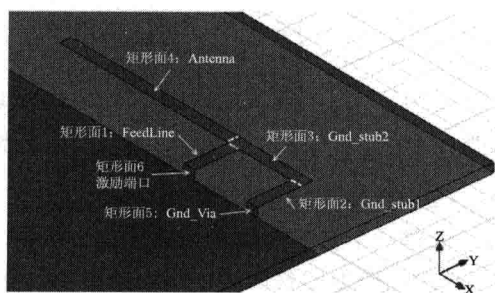 矩形面4：Antenna
矩形面1：FeedLine
矩形面3：Gnd_stub2
矩形面6
激励端口
矩形面5：Gnd_Via
矩形面2：Gnd_stub1
Z
Y
X